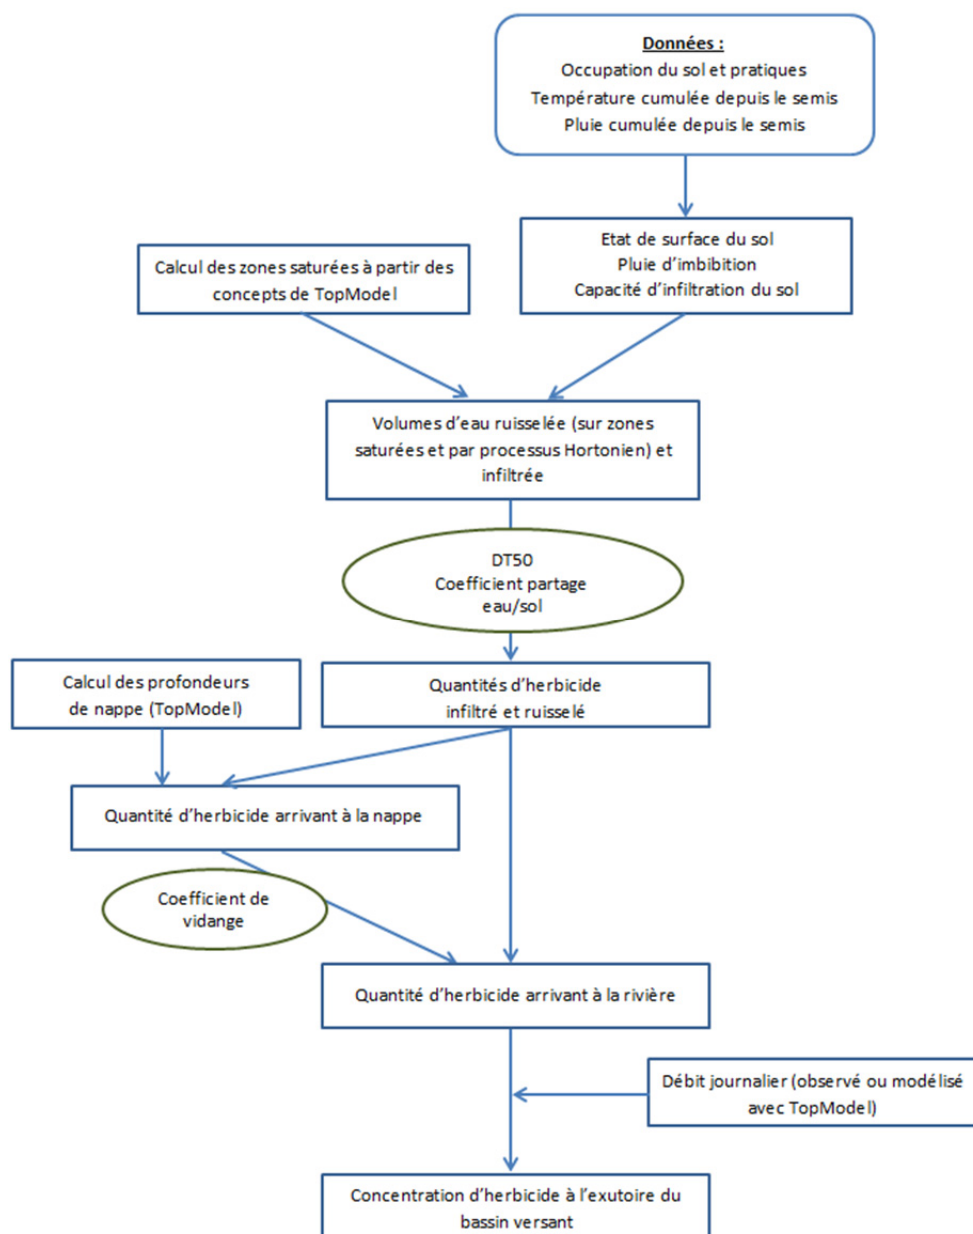 Données :
Occupation du sol et pratiques
Température cumulée depuis le semis
Pluie cumulée depuis le semis
Etat de surface du sol
Pluie d’imbibition
Capacité d’infiltration du sol
Calcul des zones saturées à partir des
concepts de TopModel
Volumes d’eau ruisselée (sur zones
saturées et par processus Hortonien) et
infiltrée
DT50
Coefficient partage
eau/sol
Calcul des profondeurs
de nappe (TopModel)
Quantités d’herbicide
infiltré et ruisselé
Quantité d’herbicide arrivant à la nappe
Coefficient de
vidange
Quantité d’herbicide arrivant à la rivière
Débit journalier (observé ou modélisé
avec TopModel)
Concentration d’herbicide à l’exutoire du
bassin versant